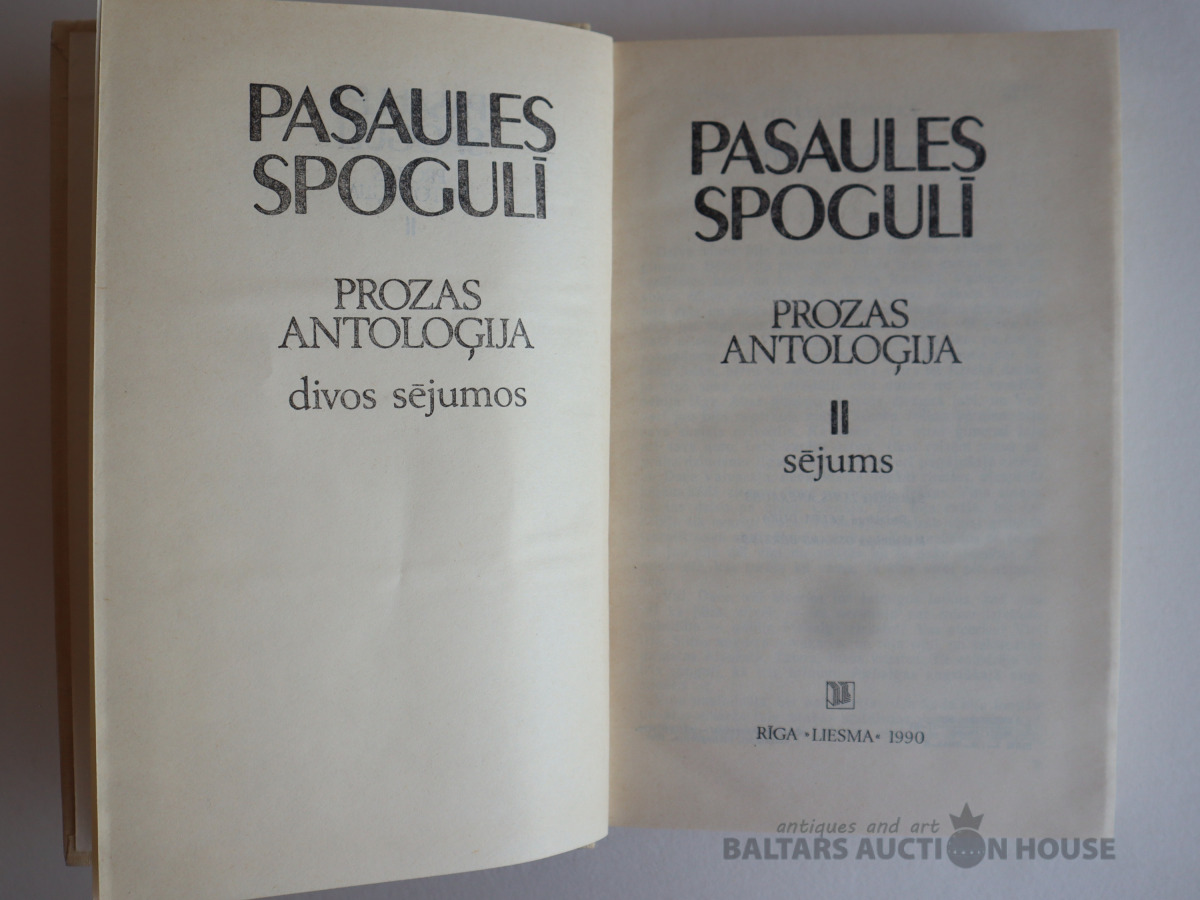 PASAULES
SPOGULĪ
PROZAS
ANTOLOĢIJA
divos sējumos
PASAULES
SPOGULĪ
PROZAS
ANTOLOĢIJA
II
sējums
RĪGA «LIESMA» 1990
antiques and art
BALTARS AUCTION HOUSE